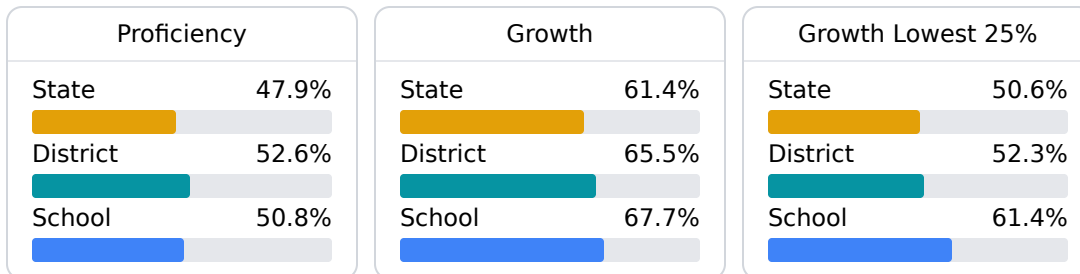 Proficiency
State 47.9%
District 52.6%
School 50.8%
Growth
State 61.4%
District 65.5%
School 67.7%
Growth Lowest 25%
State 50.6%
District 52.3%
School 61.4%